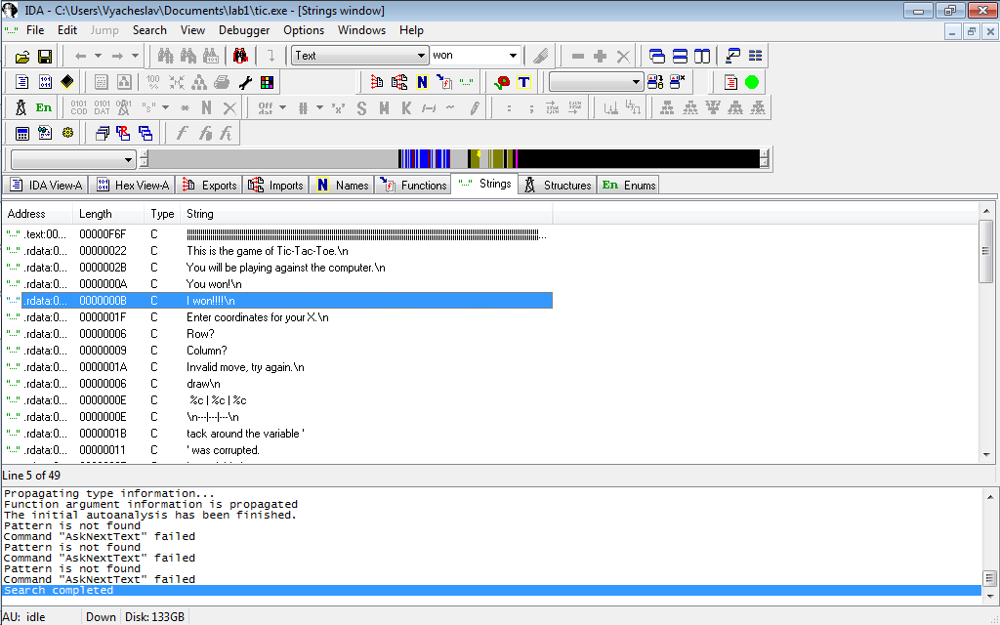 IDA - C:\Users\Vyacheslav\Documents\lab1\tic.exe - [Strings window]
File Edit Jump Search View Debugger Options Windows Help
Text won
En
IDA View-A Hex View-A Exports Imports Names Functions Strings Structures En Enums
Address Length Type String
"..." .text:00... 00000F6F C
"..." .rdata:0... 00000022 C This is the game of Tic-Tac-Toe.\n
"..." .rdata:0... 0000002B C You will be playing against the computer.\n
"..." .rdata:0... 0000000A C You won!\n
"..." .rdata:0... 0000000B C I won!!!!\n
"..." .rdata:0... 0000001F C Enter coordinates for your X.\n
"..." .rdata:0... 00000006 C Row?
"..." .rdata:0... 00000009 C Column?
"..." .rdata:0... 0000001A C Invalid move, try again.\n
"..." .rdata:0... 00000006 C draw\n
"..." .rdata:0... 0000000E C %c | %c | %c
"..." .rdata:0... 0000000E C \n---|---|---\n
"..." .rdata:0... 0000001B C tack around the variable '
"..." .rdata:0... 00000011 C ' was corrupted.
Line 5 of 49
Propagating type information...
Function argument information is propagated
The initial autoanalysis has been finished.
Pattern is not found
Command "AskNextText" failed
Pattern is not found
Command "AskNextText" failed
Pattern is not found
Command "AskNextText" failed
Search completed
AU: idle Down Disk: 133GB